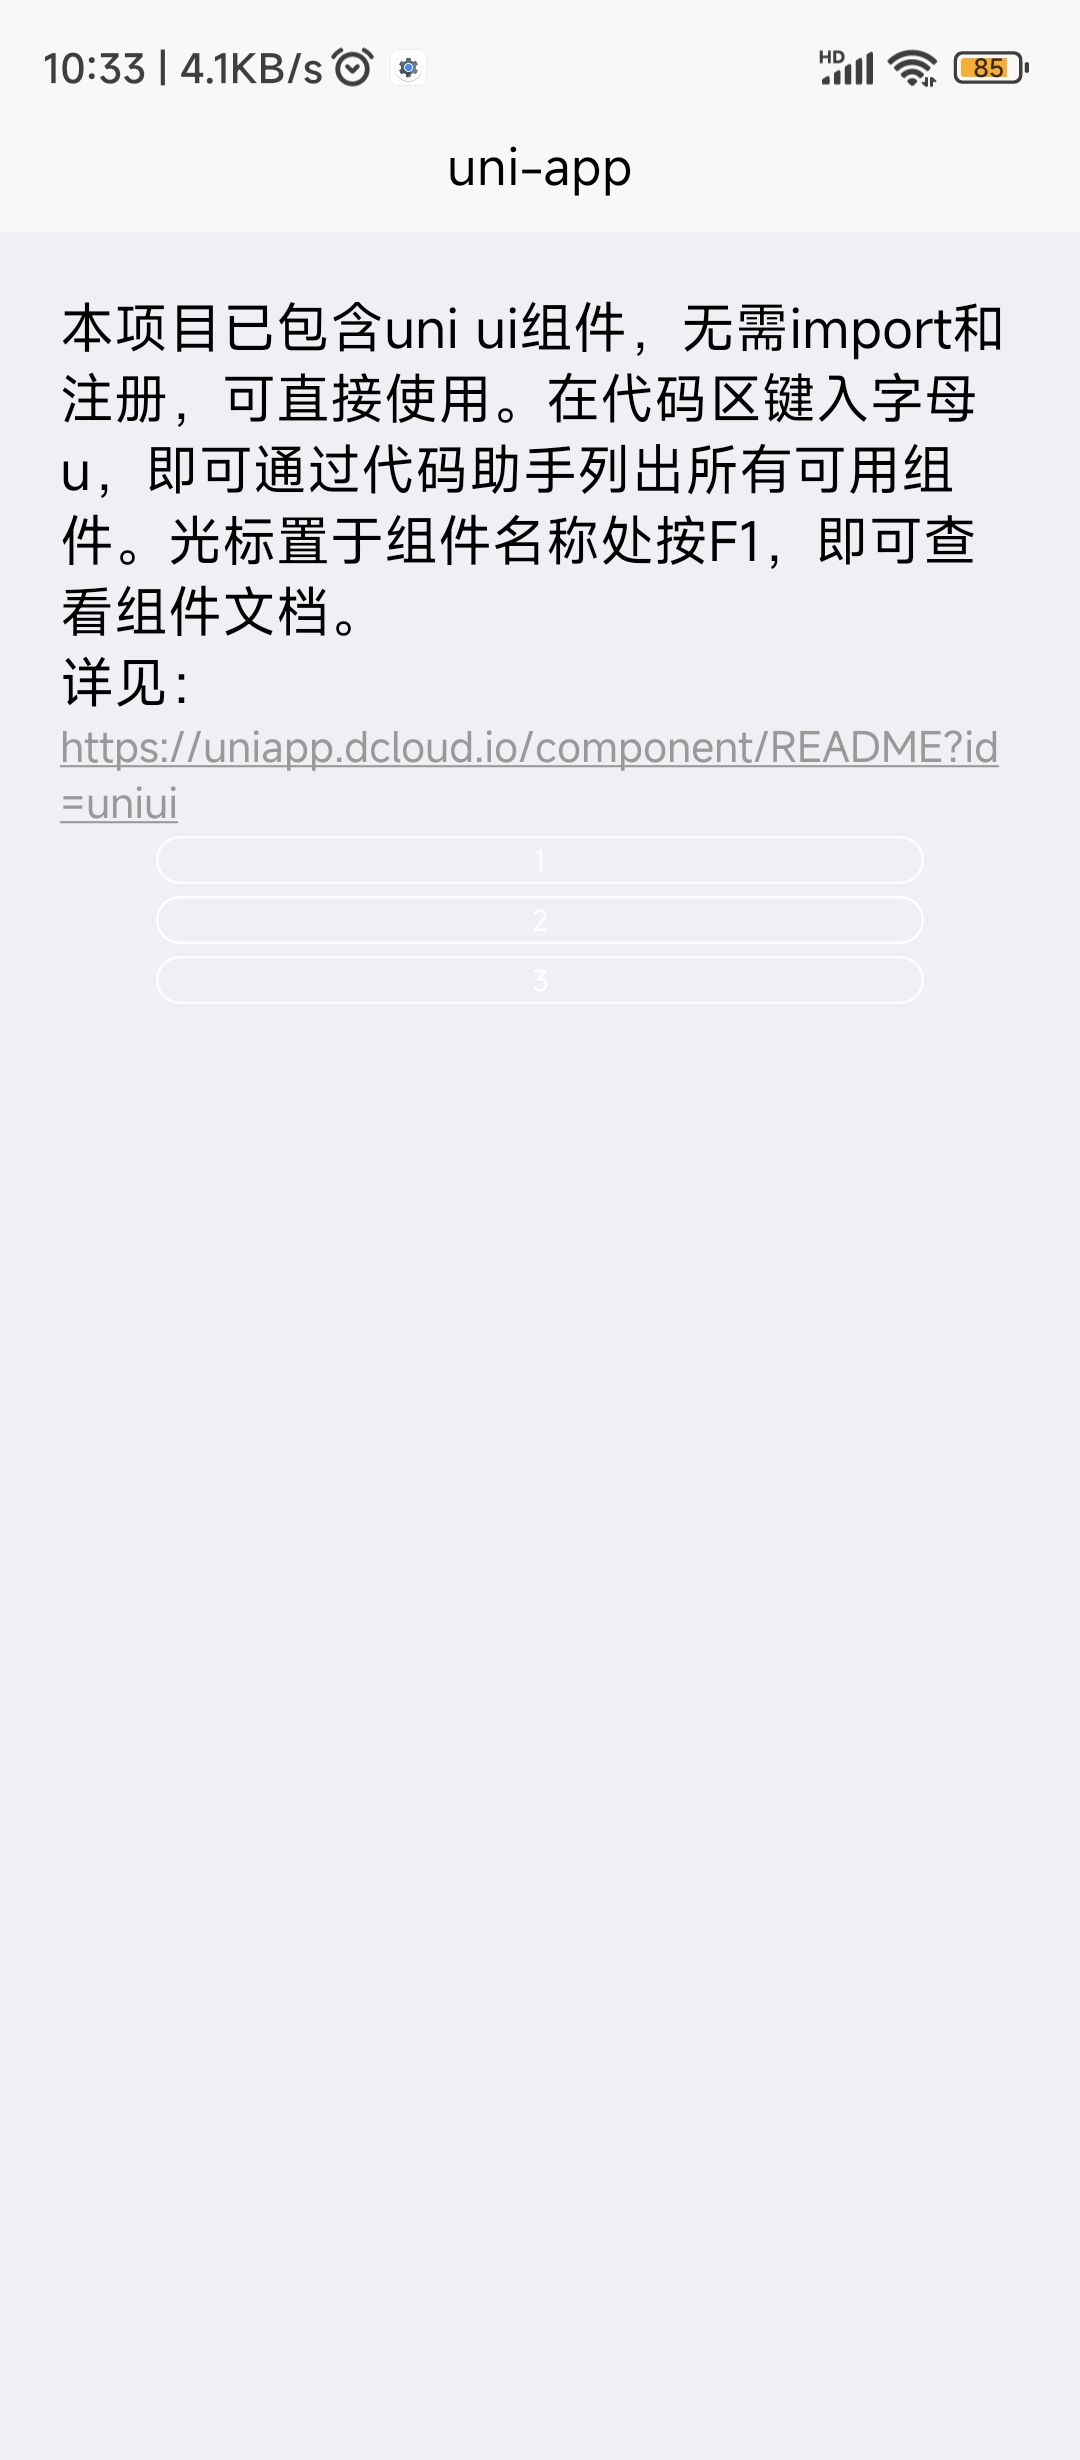 10:33 | 4.1KB/s HD 85
uni-app
本项目已包含uni ui组件，无需import和
注册，可直接使用。在代码区键入字母
u，即可通过代码助手列出所有可用组
件。光标置于组件名称处按F1，即可查
看组件文档。
详见：
https://uniapp.dcloud.io/component/README?id
=uniui
1
2
3